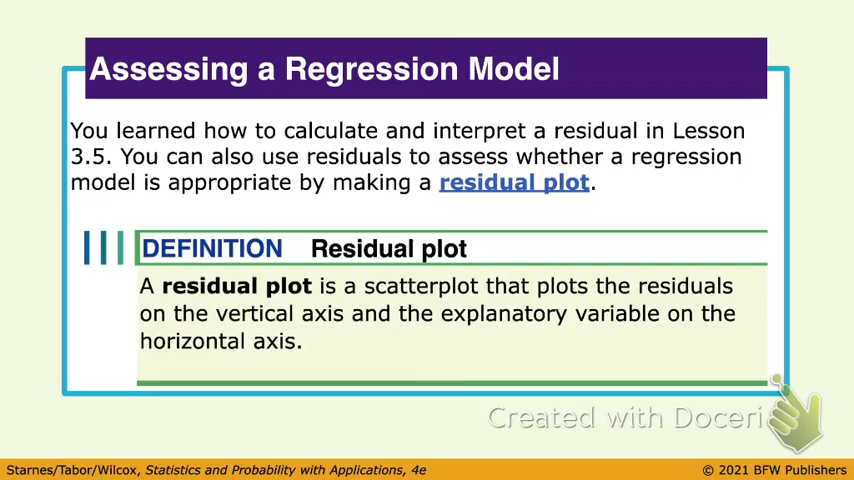 Assessing a Regression Model
You learned how to calculate and interpret a residual in Lesson
3.5. You can also use residuals to assess whether a regression
model is appropriate by making a residual plot.
DEFINITION Residual plot
A residual plot is a scatterplot that plots the residuals
on the vertical axis and the explanatory variable on the
horizontal axis.
Created with Doceri
Starnes/Tabor/Wilcox, Statistics and Probability with Applications, 4e
© 2021 BFW Publishers